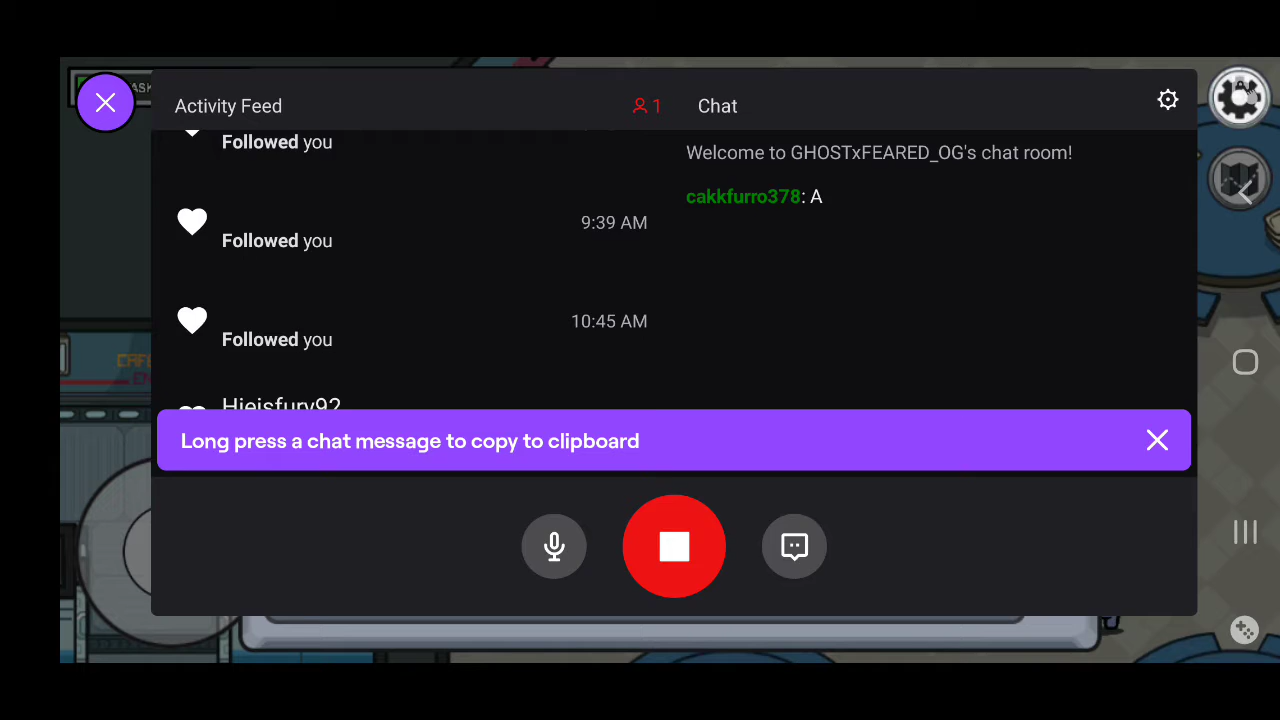 Activity Feed
1
Chat
Followed you
Welcome to GHOSTxFEARED_OG's chat room!
cakkfurro378: A
9:39 AM
Followed you
10:45 AM
Followed you
Hieisfury92
Long press a chat message to copy to clipboard